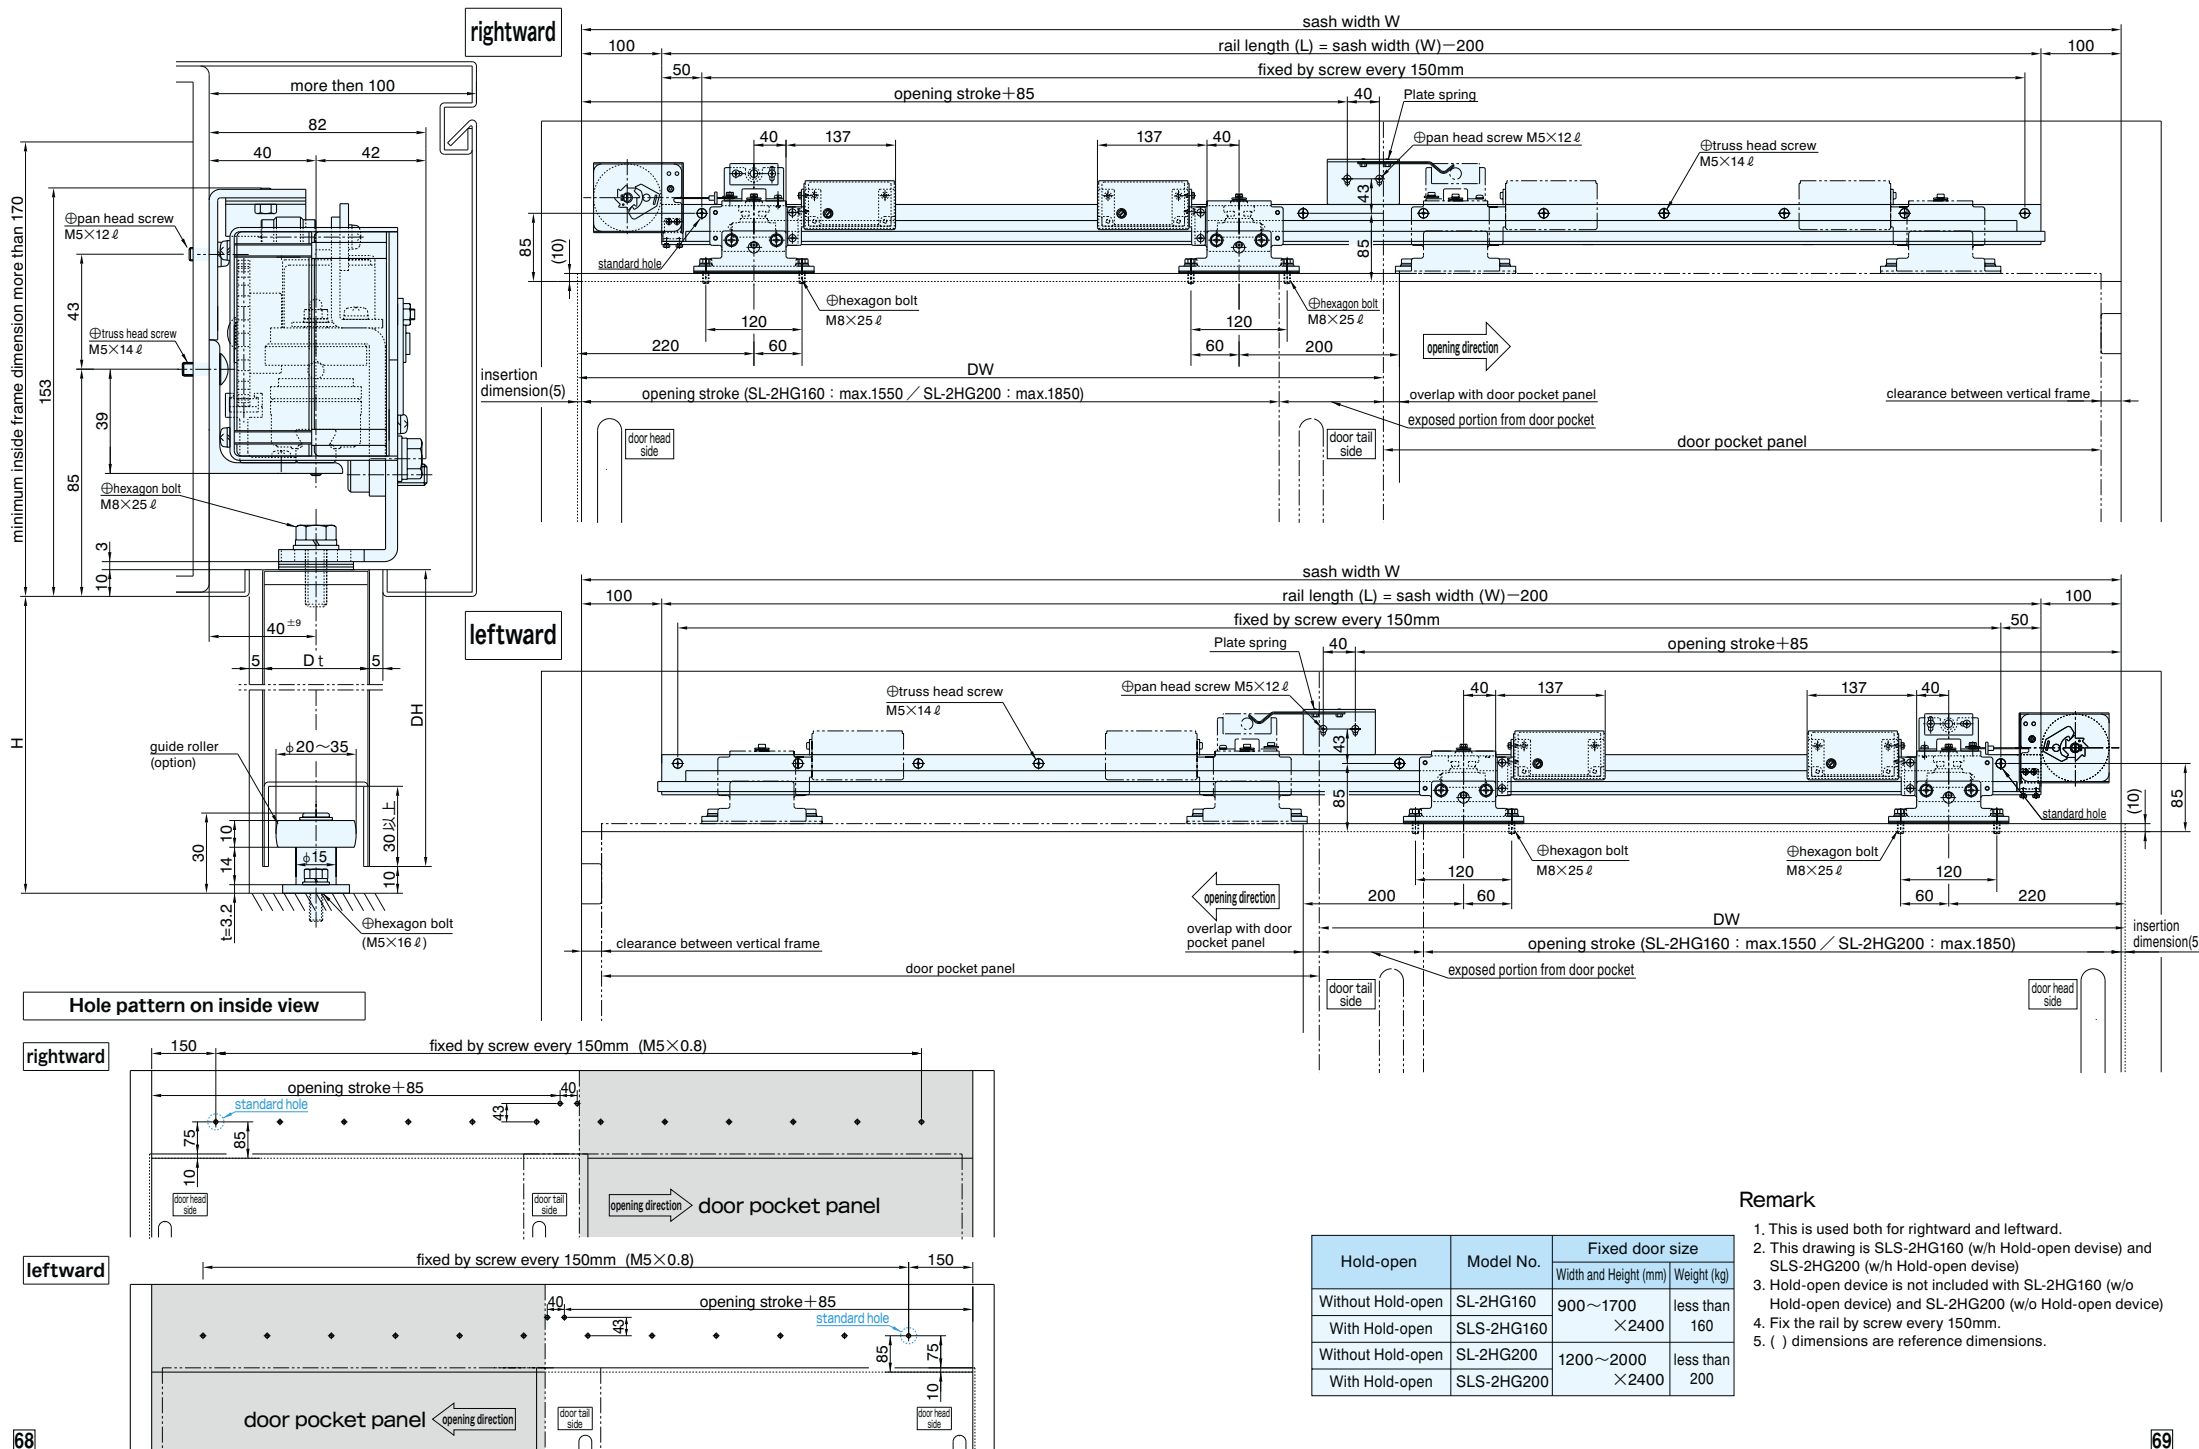 more then 100
82
40
42
minimum inside frame dimension more than 170
153
⊕pan head screw
M5×12ℓ
43
⊕truss head screw
M5×14ℓ
39
85
⊕hexagon bolt
M8×25ℓ
3
10
40 ±9
5
Dt
5
DH
H
guide roller
(option)
φ20～35
30以上
10
30
φ15
14
10
t=3.2
⊕hexagon bolt
(M5×16ℓ)
rightward
sash width W
100
rail length (L) = sash width (W)－200
100
50
fixed by screw every 150mm
opening stroke＋85
40
Plate spring
40
137
137
40
⊕pan head screw M5×12ℓ
⊕truss head screw
M5×14ℓ
43
85
(10)
85
standard hole
⊕hexagon bolt
M8×25ℓ
⊕hexagon bolt
M8×25ℓ
120
120
220
60
60
200
opening direction
DW
insertion
dimension(5)
opening stroke (SL-2HG160：max.1550／SL-2HG200：max.1850)
overlap with door pocket panel
clearance between vertical frame
exposed portion from door pocket
door head
side
door tail
side
door pocket panel
leftward
sash width W
100
rail length (L) = sash width (W)－200
100
fixed by screw every 150mm
50
Plate spring
40
opening stroke＋85
⊕truss head screw
M5×14ℓ
⊕pan head screw M5×12ℓ
40
137
137
40
43
85
(10)
85
standard hole
⊕hexagon bolt
M8×25ℓ
⊕hexagon bolt
M8×25ℓ
120
120
opening direction
200
60
60
220
DW
overlap with door
pocket panel
insertion
dimension(5
clearance between vertical frame
opening stroke (SL-2HG160：max.1550／SL-2HG200：max.1850)
door pocket panel
exposed portion from door pocket
door tail
side
door head
side
Hole pattern on inside view
rightward
150
fixed by screw every 150mm (M5×0.8)
opening stroke＋85
40
standard hole
43
75
85
10
door head
side
door tail
side
opening direction
door pocket panel
leftward
fixed by screw every 150mm (M5×0.8)
150
40
opening stroke＋85
43
standard hole
85
75
10
door pocket panel
opening direction
door tail
side
door head
side
Hold-open
Model No.
Fixed door size
Width and Height (mm)
Weight (kg)
Without Hold-open
SL-2HG160
900～1700
×2400
less than
160
With Hold-open
SLS-2HG160
Without Hold-open
SL-2HG200
1200～2000
×2400
less than
200
With Hold-open
SLS-2HG200
Remark
1. This is used both for rightward and leftward.
2. This drawing is SLS-2HG160 (w/h Hold-open devise) and
SLS-2HG200 (w/h Hold-open devise)
3. Hold-open device is not included with SL-2HG160 (w/o
Hold-open device) and SL-2HG200 (w/o Hold-open device)
4. Fix the rail by screw every 150mm.
5. ( ) dimensions are reference dimensions.
68
69